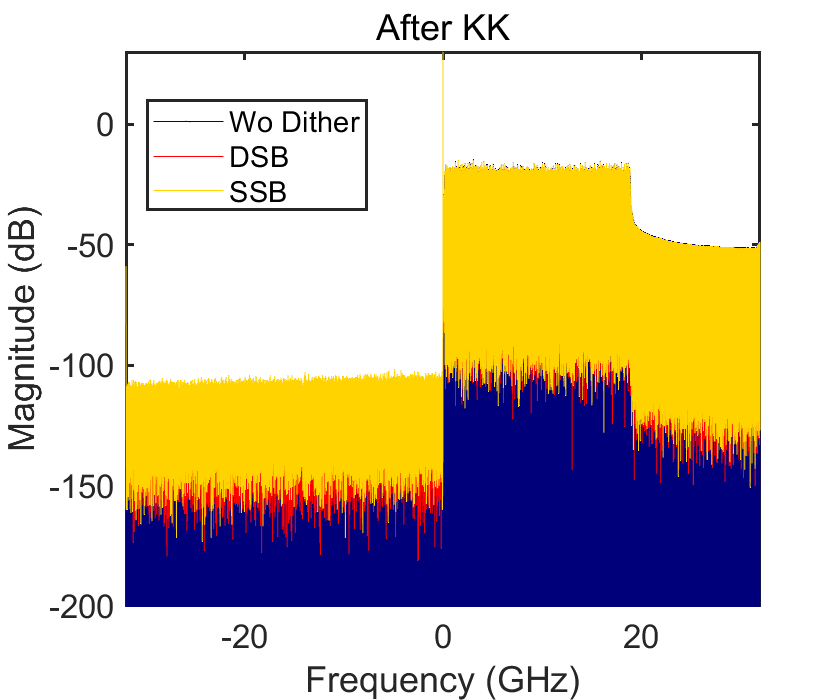 After KK
Wo Dither
DSB
SSB
0
-50
-100
-150
-200
Magnitude (dB)
-20
0
20
Frequency (GHz)